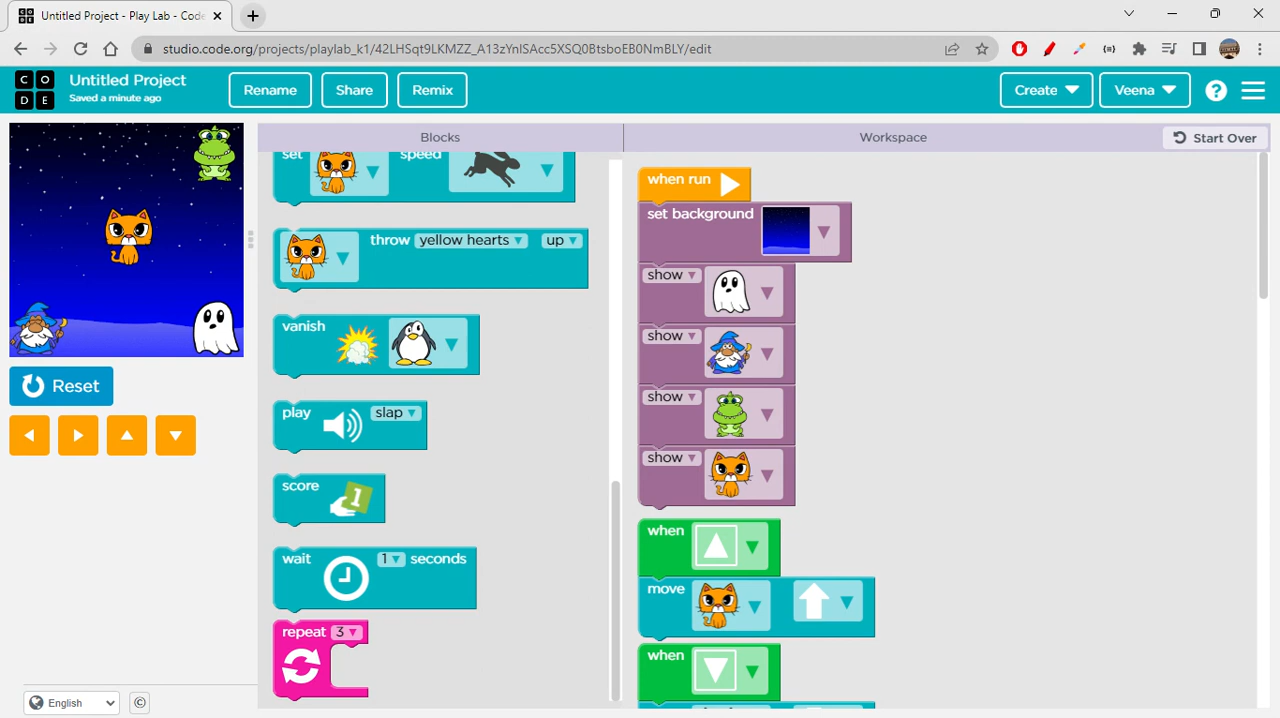 Untitled Project - Play Lab - Code
studio.code.org/projects/playlab_k1/42LHSqt9LKMZZ_A13zYnISAcc5XSQ0BtsboEB0NmBLY/edit
C O
D E
Untitled Project
Saved a minute ago
Rename
Share
Remix
Create
Veena
?
Blocks
Workspace
Start Over
Reset
English
©
set speed
throw yellow hearts up
vanish
play slap
score 1
wait 1 seconds
repeat 3
when run
set background
show
show
show
show
when
move
when